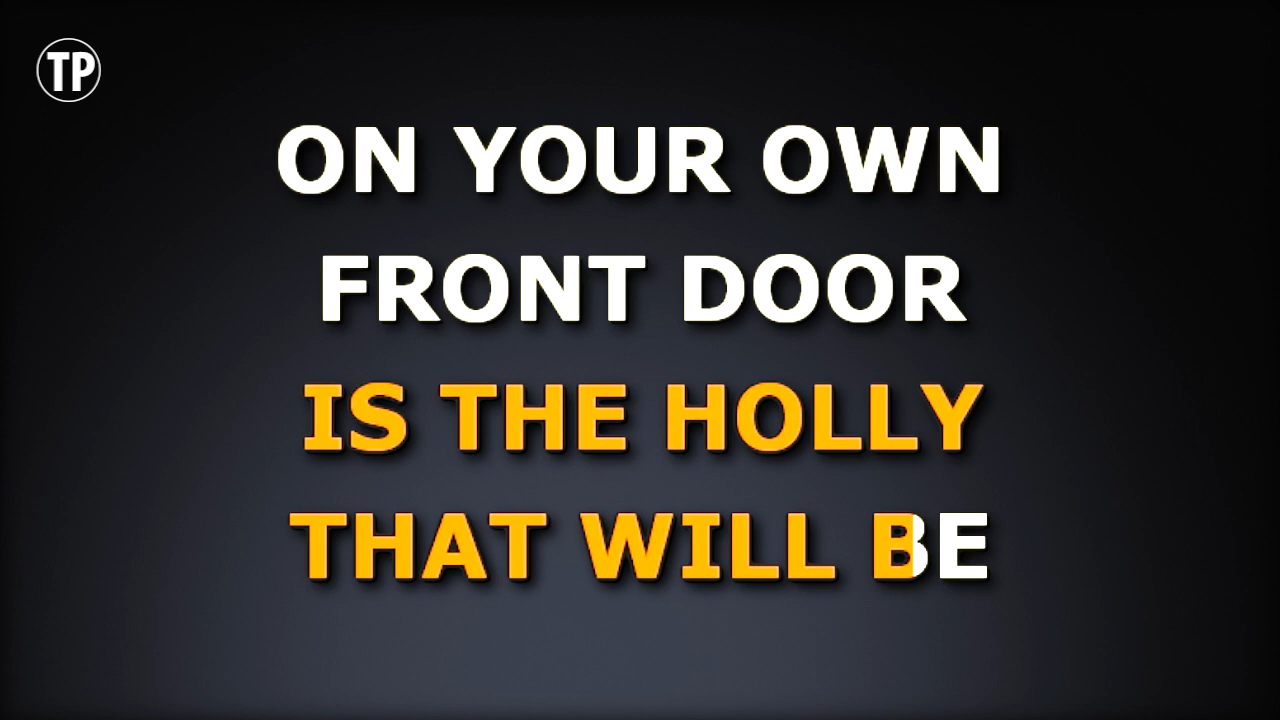 TP
ON YOUR OWN
FRONT DOOR
IS THE HOLLY
THAT WILL BE